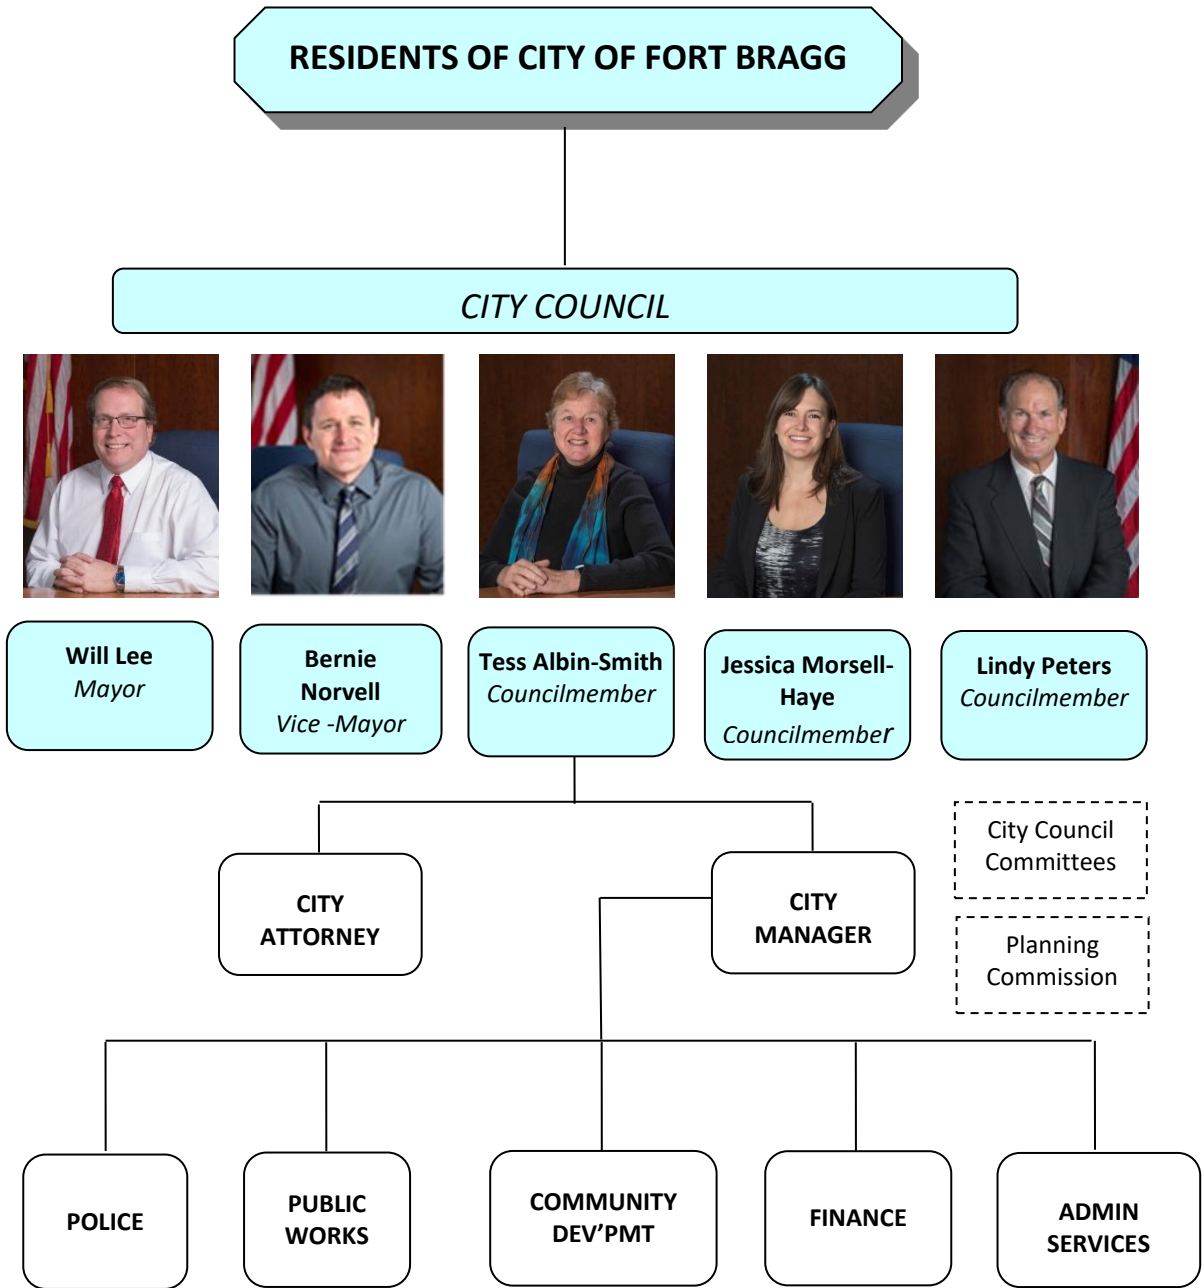 RESIDENTS OF CITY OF FORT BRAGG
CITY COUNCIL
Will Lee
Mayor
Bernie
Norvell
Vice -Mayor
Tess Albin-Smith
Councilmember
Jessica Morsell-
Haye
Councilmember
Lindy Peters
Councilmember
CITY
ATTORNEY
CITY
MANAGER
City Council
Committees
Planning
Commission
POLICE
PUBLIC
WORKS
COMMUNITY
DEV’PMT
FINANCE
ADMIN
SERVICES